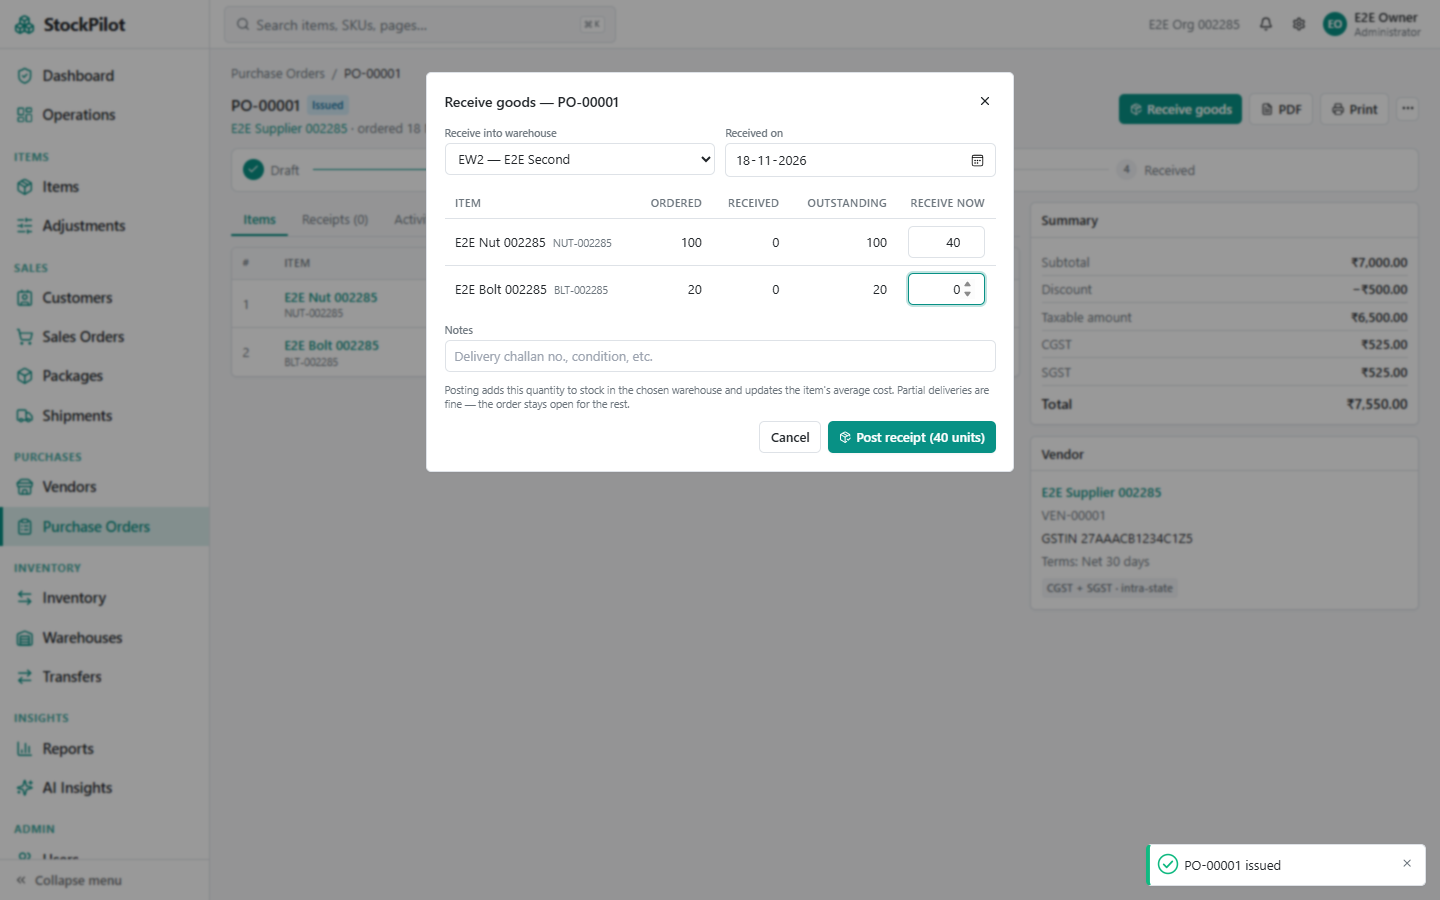 StockPilot
Search items, SKUs, pages...
⌘K
E2E Org 002285
EO
E2E Owner
Administrator
Dashboard
Operations
ITEMS
Items
Adjustments
SALES
Customers
Sales Orders
Packages
Shipments
PURCHASES
Vendors
Purchase Orders
INVENTORY
Inventory
Warehouses
Transfers
INSIGHTS
Reports
AI Insights
ADMIN
Users
Collapse menu
Purchase Orders / PO-00001
PO-00001 Issued
E2E Supplier 002285 · ordered 18
Receive goods
PDF
Print
Draft
4 Received
Items
Receipts (0)
# ITEM
1 E2E Nut 002285
NUT-002285
2 E2E Bolt 002285
BLT-002285
Receive goods — PO-00001
Receive into warehouse
EW2 — E2E Second
Received on
18-11-2026
ITEM ORDERED RECEIVED OUTSTANDING RECEIVE NOW
E2E Nut 002285 NUT-002285 100 0 100 40
E2E Bolt 002285 BLT-002285 20 0 20 0
Notes
Delivery challan no., condition, etc.
Posting adds this quantity to stock in the chosen warehouse and updates the item's average cost. Partial deliveries are
fine — the order stays open for the rest.
Cancel
Post receipt (40 units)
Summary
Subtotal ₹7,000.00
Discount −₹500.00
Taxable amount ₹6,500.00
CGST ₹525.00
SGST ₹525.00
Total ₹7,550.00
Vendor
E2E Supplier 002285
VEN-00001
GSTIN 27AAACB1234C1Z5
Terms: Net 30 days
CGST + SGST · intra-state
PO-00001 issued